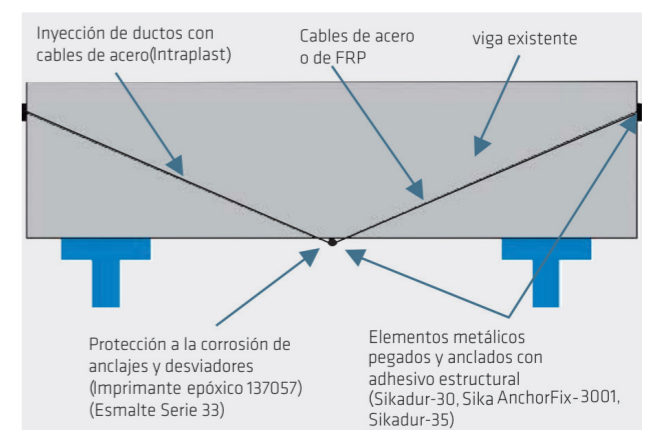 Inyección de ductos con
cables de acero(Intraplast)
Cables de acero
o de FRP
viga existente
Protección a la corrosión de
anclajes y desviadores
(Imprimante epóxico 137057)
(Esmalte Serie 33)
Elementos metálicos
pegados y anclados con
adhesivo estructural
(Sikadur-30, Sika AnchorFix-3001,
Sikadur-35)